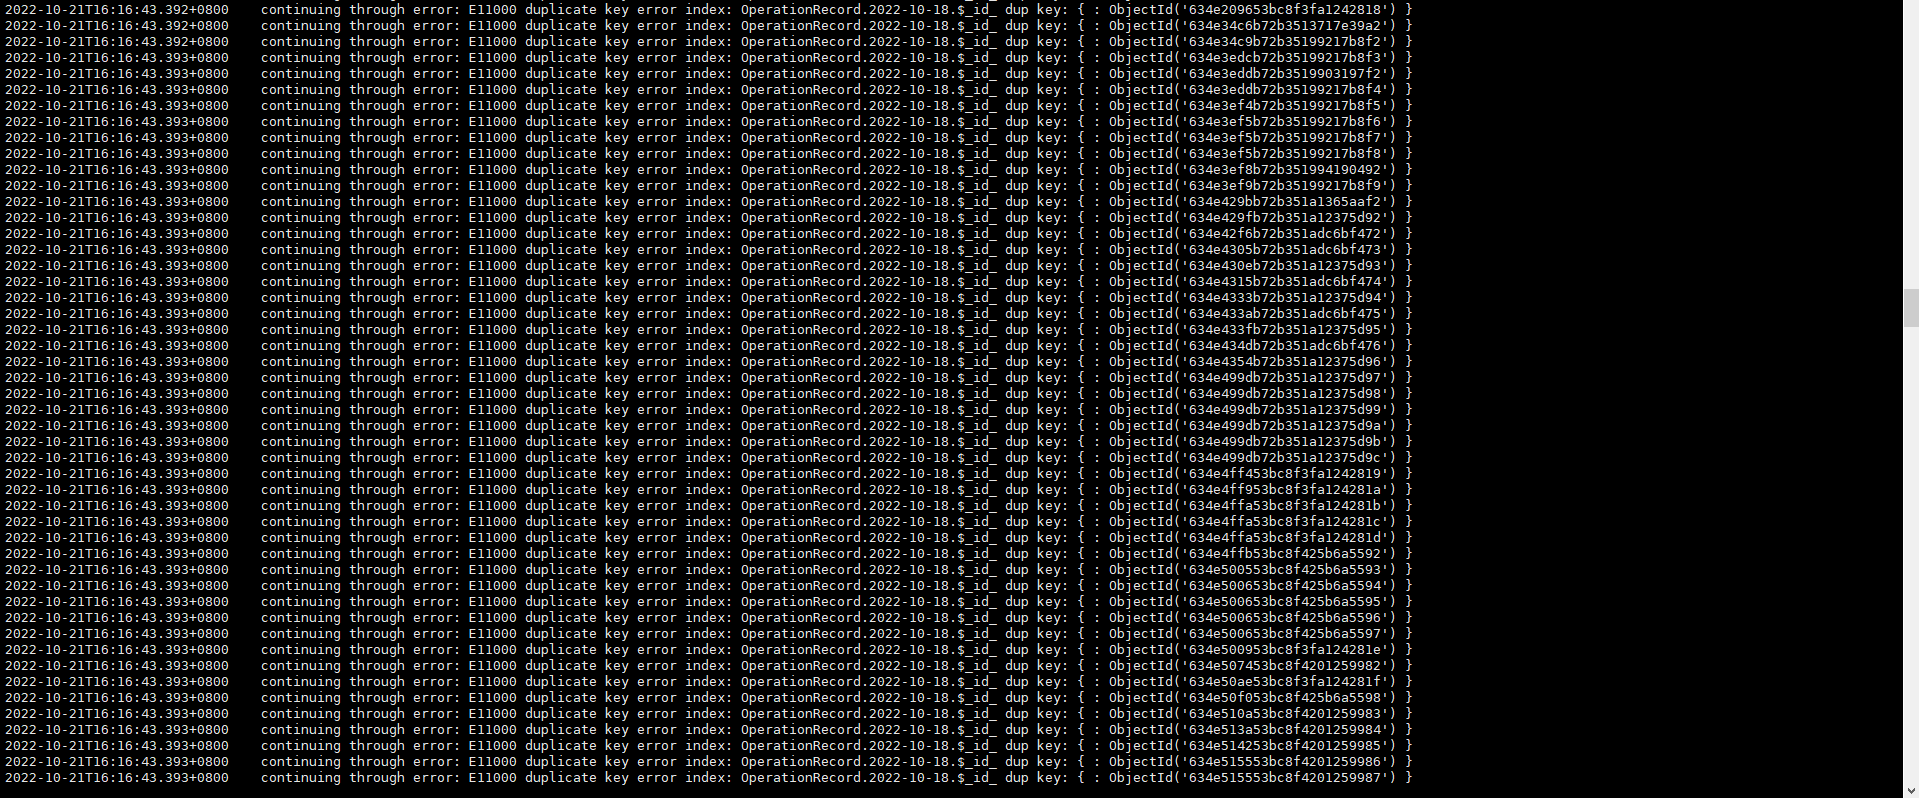 2022-10-21T16:16:43.392+0800    continuing through error: E11000 duplicate key error index: OperationRecord.2022-10-18.$_id_ dup key: { : ObjectId('634e209653bc8f3fa1242818') }
2022-10-21T16:16:43.392+0800    continuing through error: E11000 duplicate key error index: OperationRecord.2022-10-18.$_id_ dup key: { : ObjectId('634e34c6b72b3513717e39a2') }
2022-10-21T16:16:43.392+0800    continuing through error: E11000 duplicate key error index: OperationRecord.2022-10-18.$_id_ dup key: { : ObjectId('634e34c9b72b35199217b8f2') }
2022-10-21T16:16:43.393+0800    continuing through error: E11000 duplicate key error index: OperationRecord.2022-10-18.$_id_ dup key: { : ObjectId('634e3edcb72b35199217b8f3') }
2022-10-21T16:16:43.393+0800    continuing through error: E11000 duplicate key error index: OperationRecord.2022-10-18.$_id_ dup key: { : ObjectId('634e3eddb72b35199903197f2') }
2022-10-21T16:16:43.393+0800    continuing through error: E11000 duplicate key error index: OperationRecord.2022-10-18.$_id_ dup key: { : ObjectId('634e3eddb72b35199217b8f4') }
2022-10-21T16:16:43.393+0800    continuing through error: E11000 duplicate key error index: OperationRecord.2022-10-18.$_id_ dup key: { : ObjectId('634e3ef4b72b35199217b8f5') }
2022-10-21T16:16:43.393+0800    continuing through error: E11000 duplicate key error index: OperationRecord.2022-10-18.$_id_ dup key: { : ObjectId('634e3ef5b72b35199217b8f6') }
2022-10-21T16:16:43.393+0800    continuing through error: E11000 duplicate key error index: OperationRecord.2022-10-18.$_id_ dup key: { : ObjectId('634e3ef5b72b35199217b8f7') }
2022-10-21T16:16:43.393+0800    continuing through error: E11000 duplicate key error index: OperationRecord.2022-10-18.$_id_ dup key: { : ObjectId('634e3ef5b72b35199217b8f8') }
2022-10-21T16:16:43.393+0800    continuing through error: E11000 duplicate key error index: OperationRecord.2022-10-18.$_id_ dup key: { : ObjectId('634e3ef8b72b351994190492') }
2022-10-21T16:16:43.393+0800    continuing through error: E11000 duplicate key error index: OperationRecord.2022-10-18.$_id_ dup key: { : ObjectId('634e3ef9b72b35199217b8f9') }
2022-10-21T16:16:43.393+0800    continuing through error: E11000 duplicate key error index: OperationRecord.2022-10-18.$_id_ dup key: { : ObjectId('634e429bb72b351a1365aaf2') }
2022-10-21T16:16:43.393+0800    continuing through error: E11000 duplicate key error index: OperationRecord.2022-10-18.$_id_ dup key: { : ObjectId('634e429fb72b351a12375d92') }
2022-10-21T16:16:43.393+0800    continuing through error: E11000 duplicate key error index: OperationRecord.2022-10-18.$_id_ dup key: { : ObjectId('634e42f6b72b351adc6bf472') }
2022-10-21T16:16:43.393+0800    continuing through error: E11000 duplicate key error index: OperationRecord.2022-10-18.$_id_ dup key: { : ObjectId('634e4305b72b351adc6bf473') }
2022-10-21T16:16:43.393+0800    continuing through error: E11000 duplicate key error index: OperationRecord.2022-10-18.$_id_ dup key: { : ObjectId('634e430eb72b351a12375d93') }
2022-10-21T16:16:43.393+0800    continuing through error: E11000 duplicate key error index: OperationRecord.2022-10-18.$_id_ dup key: { : ObjectId('634e4315b72b351adc6bf474') }
2022-10-21T16:16:43.393+0800    continuing through error: E11000 duplicate key error index: OperationRecord.2022-10-18.$_id_ dup key: { : ObjectId('634e4333b72b351a12375d94') }
2022-10-21T16:16:43.393+0800    continuing through error: E11000 duplicate key error index: OperationRecord.2022-10-18.$_id_ dup key: { : ObjectId('634e433ab72b351adc6bf475') }
2022-10-21T16:16:43.393+0800    continuing through error: E11000 duplicate key error index: OperationRecord.2022-10-18.$_id_ dup key: { : ObjectId('634e433fb72b351a12375d95') }
2022-10-21T16:16:43.393+0800    continuing through error: E11000 duplicate key error index: OperationRecord.2022-10-18.$_id_ dup key: { : ObjectId('634e434db72b351adc6bf476') }
2022-10-21T16:16:43.393+0800    continuing through error: E11000 duplicate key error index: OperationRecord.2022-10-18.$_id_ dup key: { : ObjectId('634e4354b72b351a12375d96') }
2022-10-21T16:16:43.393+0800    continuing through error: E11000 duplicate key error index: OperationRecord.2022-10-18.$_id_ dup key: { : ObjectId('634e499db72b351a12375d97') }
2022-10-21T16:16:43.393+0800    continuing through error: E11000 duplicate key error index: OperationRecord.2022-10-18.$_id_ dup key: { : ObjectId('634e499db72b351a12375d98') }
2022-10-21T16:16:43.393+0800    continuing through error: E11000 duplicate key error index: OperationRecord.2022-10-18.$_id_ dup key: { : ObjectId('634e499db72b351a12375d99') }
2022-10-21T16:16:43.393+0800    continuing through error: E11000 duplicate key error index: OperationRecord.2022-10-18.$_id_ dup key: { : ObjectId('634e499db72b351a12375d9a') }
2022-10-21T16:16:43.393+0800    continuing through error: E11000 duplicate key error index: OperationRecord.2022-10-18.$_id_ dup key: { : ObjectId('634e499db72b351a12375d9b') }
2022-10-21T16:16:43.393+0800    continuing through error: E11000 duplicate key error index: OperationRecord.2022-10-18.$_id_ dup key: { : ObjectId('634e499db72b351a12375d9c') }
2022-10-21T16:16:43.393+0800    continuing through error: E11000 duplicate key error index: OperationRecord.2022-10-18.$_id_ dup key: { : ObjectId('634e4ff453bc8f3fa1242819') }
2022-10-21T16:16:43.393+0800    continuing through error: E11000 duplicate key error index: OperationRecord.2022-10-18.$_id_ dup key: { : ObjectId('634e4ff953bc8f3fa124281a') }
2022-10-21T16:16:43.393+0800    continuing through error: E11000 duplicate key error index: OperationRecord.2022-10-18.$_id_ dup key: { : ObjectId('634e4ffa53bc8f3fa124281b') }
2022-10-21T16:16:43.393+0800    continuing through error: E11000 duplicate key error index: OperationRecord.2022-10-18.$_id_ dup key: { : ObjectId('634e4ffa53bc8f3fa124281c') }
2022-10-21T16:16:43.393+0800    continuing through error: E11000 duplicate key error index: OperationRecord.2022-10-18.$_id_ dup key: { : ObjectId('634e4ffa53bc8f3fa124281d') }
2022-10-21T16:16:43.393+0800    continuing through error: E11000 duplicate key error index: OperationRecord.2022-10-18.$_id_ dup key: { : ObjectId('634e4ffb53bc8f425b6a5592') }
2022-10-21T16:16:43.393+0800    continuing through error: E11000 duplicate key error index: OperationRecord.2022-10-18.$_id_ dup key: { : ObjectId('634e500553bc8f425b6a5593') }
2022-10-21T16:16:43.393+0800    continuing through error: E11000 duplicate key error index: OperationRecord.2022-10-18.$_id_ dup key: { : ObjectId('634e500653bc8f425b6a5594') }
2022-10-21T16:16:43.393+0800    continuing through error: E11000 duplicate key error index: OperationRecord.2022-10-18.$_id_ dup key: { : ObjectId('634e500653bc8f425b6a5595') }
2022-10-21T16:16:43.393+0800    continuing through error: E11000 duplicate key error index: OperationRecord.2022-10-18.$_id_ dup key: { : ObjectId('634e500653bc8f425b6a5596') }
2022-10-21T16:16:43.393+0800    continuing through error: E11000 duplicate key error index: OperationRecord.2022-10-18.$_id_ dup key: { : ObjectId('634e500653bc8f425b6a5597') }
2022-10-21T16:16:43.393+0800    continuing through error: E11000 duplicate key error index: OperationRecord.2022-10-18.$_id_ dup key: { : ObjectId('634e500953bc8f3fa124281e') }
2022-10-21T16:16:43.393+0800    continuing through error: E11000 duplicate key error index: OperationRecord.2022-10-18.$_id_ dup key: { : ObjectId('634e507453bc8f4201259982') }
2022-10-21T16:16:43.393+0800    continuing through error: E11000 duplicate key error index: OperationRecord.2022-10-18.$_id_ dup key: { : ObjectId('634e50ae53bc8f3fa124281f') }
2022-10-21T16:16:43.393+0800    continuing through error: E11000 duplicate key error index: OperationRecord.2022-10-18.$_id_ dup key: { : ObjectId('634e50f053bc8f425b6a5598') }
2022-10-21T16:16:43.393+0800    continuing through error: E11000 duplicate key error index: OperationRecord.2022-10-18.$_id_ dup key: { : ObjectId('634e510a53bc8f4201259983') }
2022-10-21T16:16:43.393+0800    continuing through error: E11000 duplicate key error index: OperationRecord.2022-10-18.$_id_ dup key: { : ObjectId('634e513a53bc8f4201259984') }
2022-10-21T16:16:43.393+0800    continuing through error: E11000 duplicate key error index: OperationRecord.2022-10-18.$_id_ dup key: { : ObjectId('634e514253bc8f4201259985') }
2022-10-21T16:16:43.393+0800    continuing through error: E11000 duplicate key error index: OperationRecord.2022-10-18.$_id_ dup key: { : ObjectId('634e515553bc8f4201259986') }
2022-10-21T16:16:43.393+0800    continuing through error: E11000 duplicate key error index: OperationRecord.2022-10-18.$_id_ dup key: { : ObjectId('634e515553bc8f4201259987') }